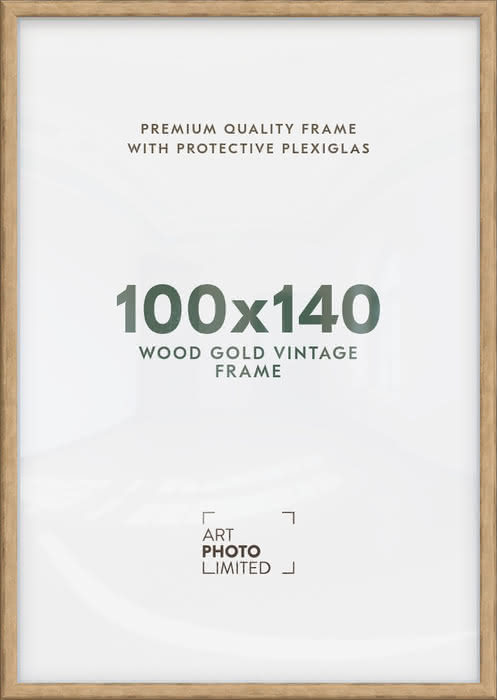 PREMIUM QUALITY FRAME
WITH PROTECTIVE PLEXIGLAS
100x140
WOOD GOLD VINTAGE
FRAME
ART
PHOTO
LIMITED